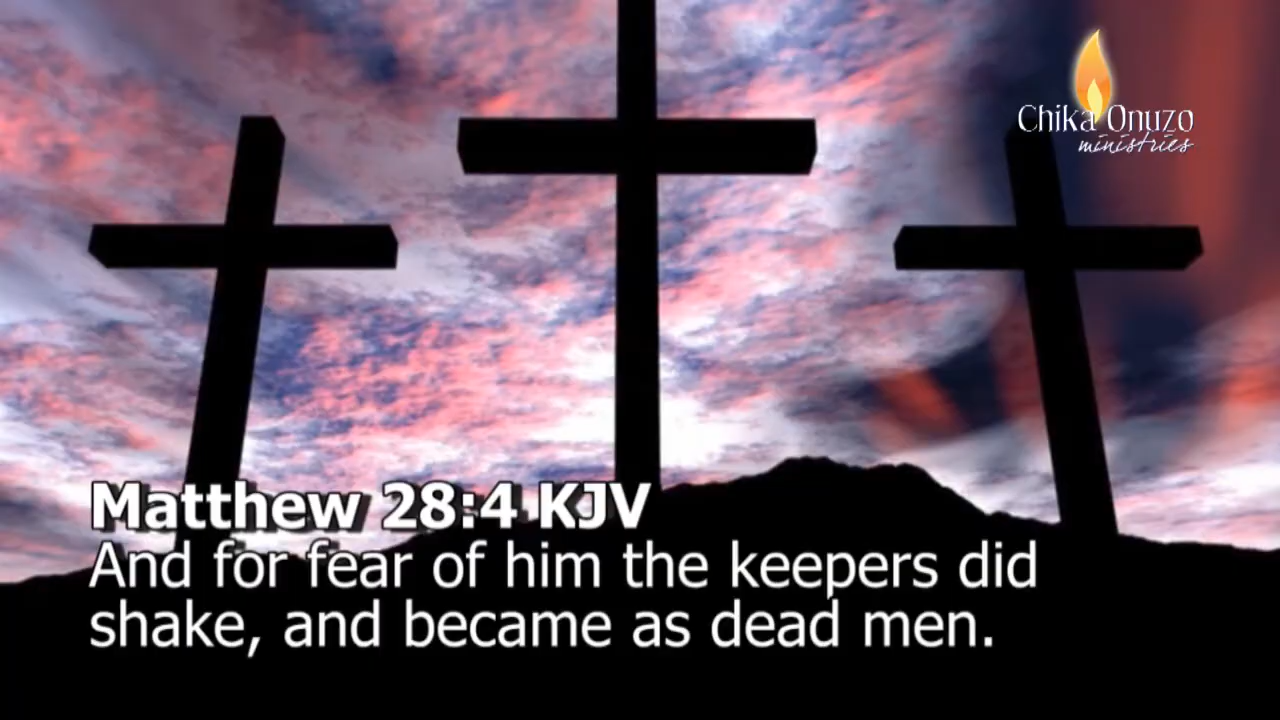 Chika Onuzo
ministries
Matthew 28:4 KJV
And for fear of him the keepers did
shake, and became as dead men.